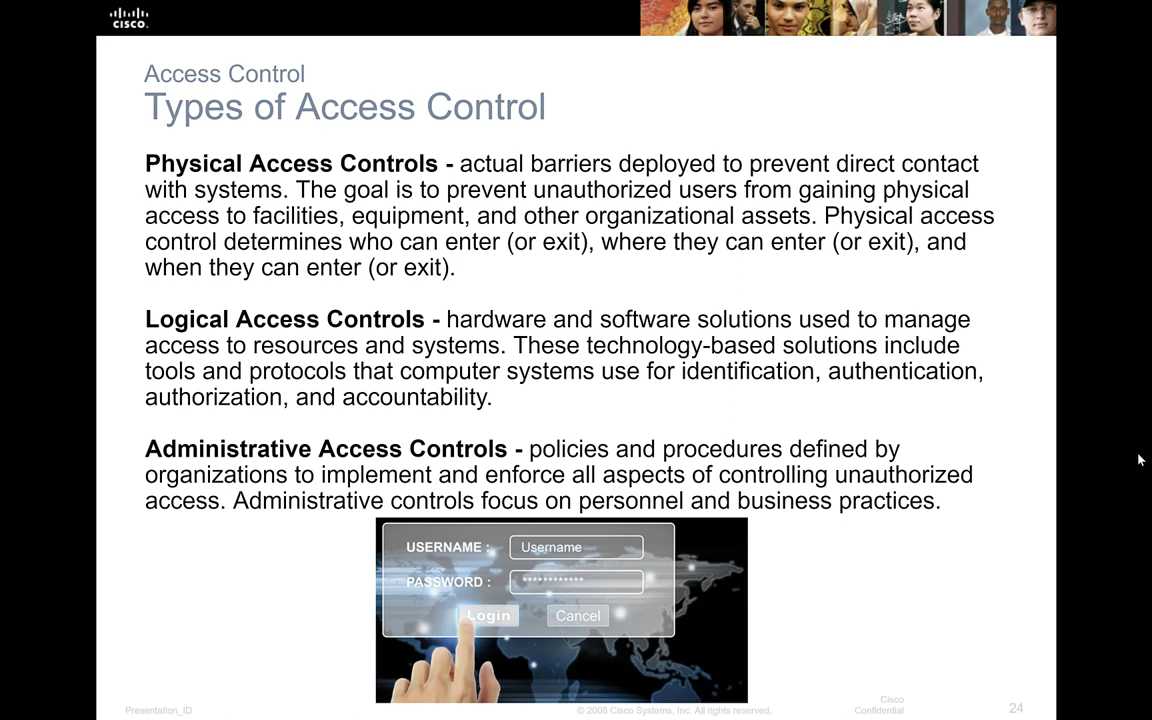 CISCO.
Access Control
Types of Access Control
Physical Access Controls - actual barriers deployed to prevent direct contact
with systems. The goal is to prevent unauthorized users from gaining physical
access to facilities, equipment, and other organizational assets. Physical access
control determines who can enter (or exit), where they can enter (or exit), and
when they can enter (or exit).
Logical Access Controls - hardware and software solutions used to manage
access to resources and systems. These technology-based solutions include
tools and protocols that computer systems use for identification, authentication,
authorization, and accountability.
Administrative Access Controls - policies and procedures defined by
organizations to implement and enforce all aspects of controlling unauthorized
access. Administrative controls focus on personnel and business practices.
USERNAME : Username
PASSWORD : ************
Login Cancel
Presentation_ID
© 2008 Cisco Systems, Inc. All rights reserved.
Cisco
Confidential
24